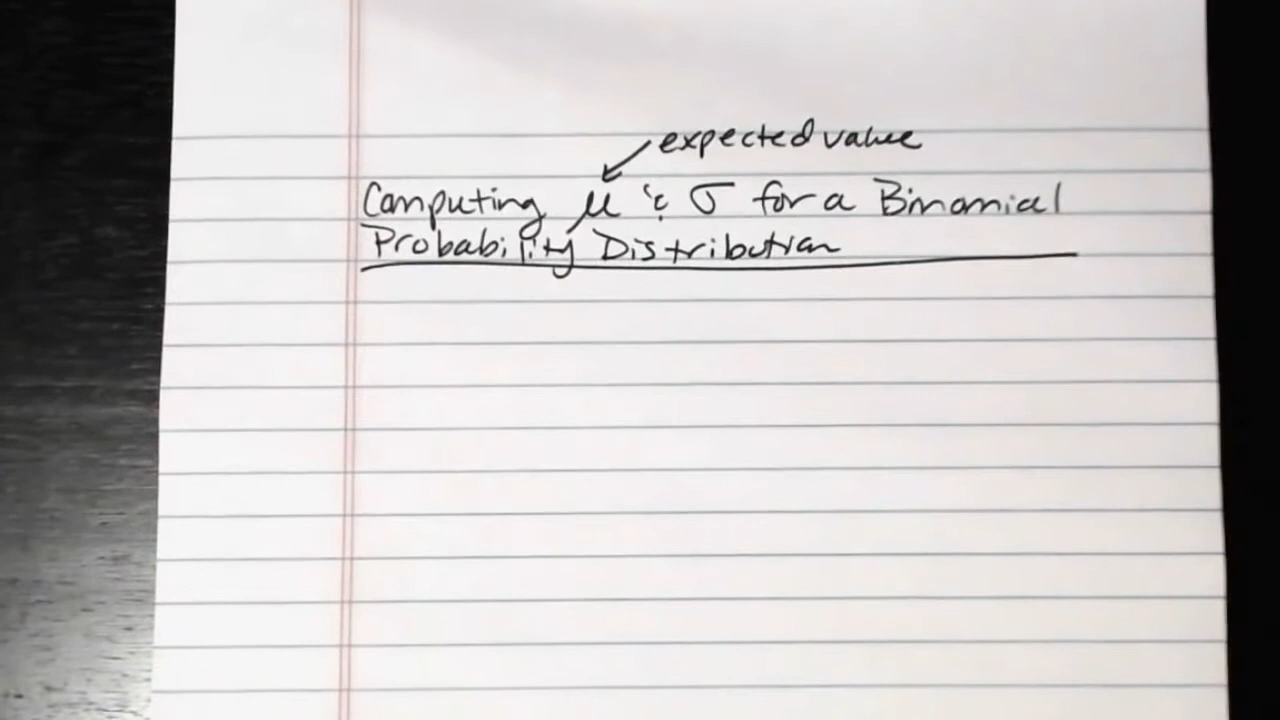 expected value
Computing μ & σ for a Binomial
Probability Distribution